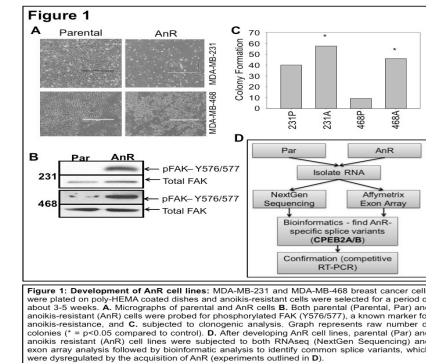 Figure 1
A
Parental
AnR
MDA-MB-231
MDA-MB-468
B
Par AnR
231
pFAK– Y576/577
Total FAK
468
pFAK– Y576/577
Total FAK
C
Colony Formation
70
60
50
40
30
20
10
0
*
*
231P
231A
468P
468A
D
Par
AnR
Isolate RNA
NextGen
Sequencing
Affymetrix
Exon Array
Bioinformatics - find AnR-
specific splice variants
(CPEB2A/B)
Confirmation (competitive
RT-PCR)
Figure 1: Development of AnR cell lines: MDA-MB-231 and MDA-MB-468 breast cancer cell
were plated on poly-HEMA coated dishes and anoikis-resistant cells were selected for a period o
about 3-5 weeks. A. Micrographs of parental and AnR cells B. Both parental (Parental, Par) an
anoikis-resistant (AnR) cells were probed for phosphorylated FAK (Y576/577), a known marker fo
anoikis-resistance, and C. subjected to clonogenic analysis. Graph represents raw number o
colonies (* = p<0.05 compared to control). D. After developing AnR cell lines, parental (Par) an
anoikis resistant (AnR) cell lines were subjected to both RNAseq (NextGen Sequencing) an
exon array analysis followed by bioinformatic analysis to identify common splice variants, whic
were dysregulated by the acquisition of AnR (experiments outlined in D).